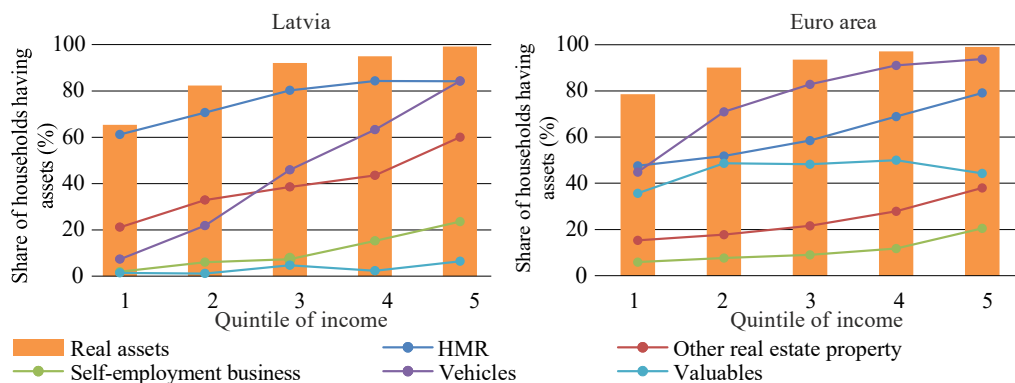 Latvia
Share of households having
assets (%)
100
80
60
40
20
0
1 2 3 4 5
Quintile of income
Euro area
Share of households having
assets (%)
100
80
60
40
20
0
1 2 3 4 5
Quintile of income
Real assets
HMR
Other real estate property
Self-employment business
Vehicles
Valuables